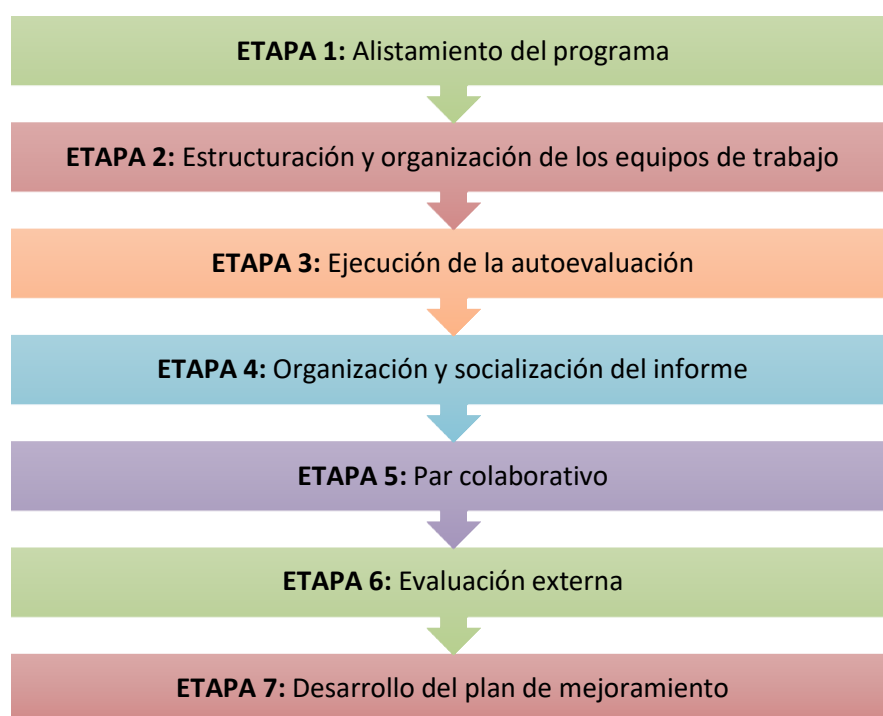 ETAPA 1: Alistamiento del programa
ETAPA 2: Estructuración y organización de los equipos de trabajo
ETAPA 3: Ejecución de la autoevaluación
ETAPA 4: Organización y socialización del informe
ETAPA 5: Par colaborativo
ETAPA 6: Evaluación externa
ETAPA 7: Desarrollo del plan de mejoramiento